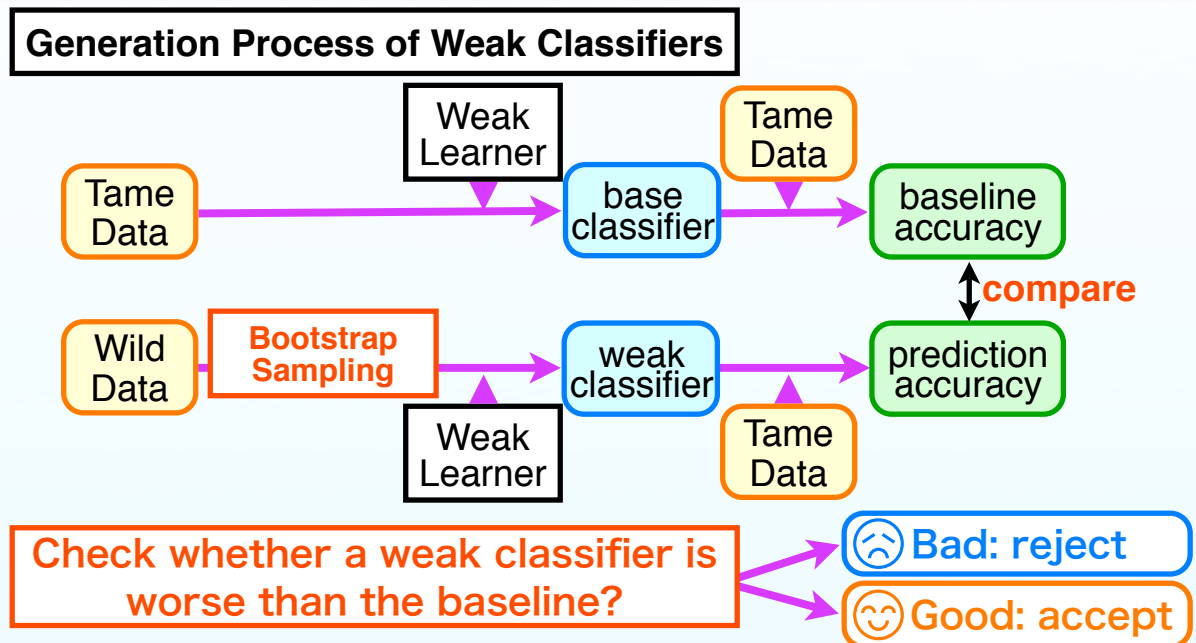 Generation Process of Weak Classifiers
Weak
Learner
Tame
Data
Tame
Data
base
classifier
baseline
accuracy
compare
Wild
Data
Bootstrap
Sampling
weak
classifier
prediction
accuracy
Weak
Learner
Tame
Data
Check whether a weak classifier is
worse than the baseline?
Bad: reject
Good: accept